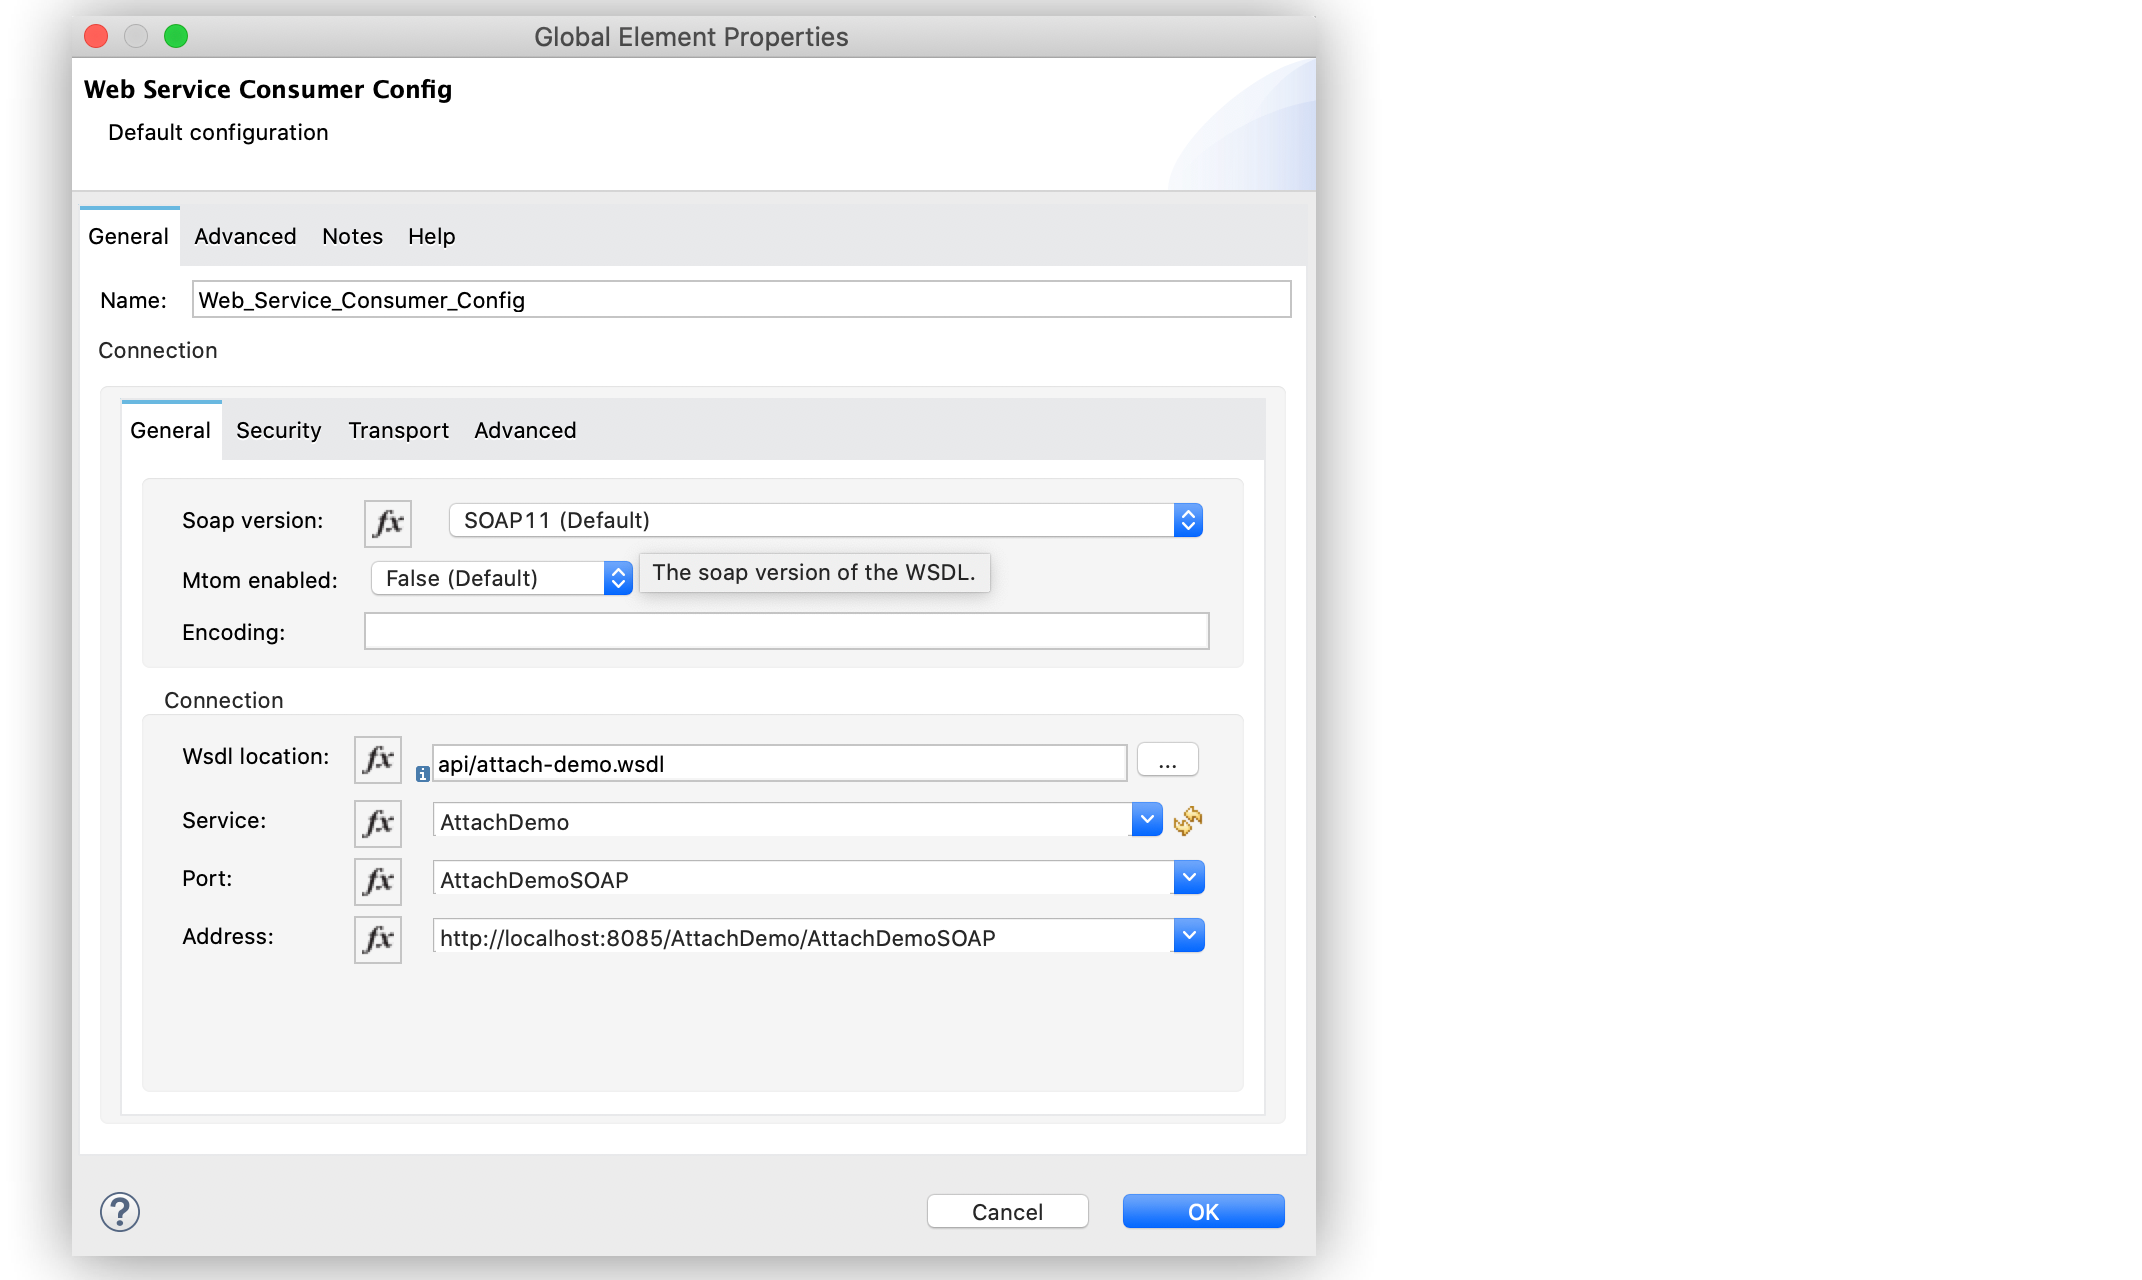 Global Element Properties
Web Service Consumer Config
Default configuration
General Advanced Notes Help
Name: Web_Service_Consumer_Config
Connection
General Security Transport Advanced
Soap version: fx SOAP11 (Default)
Mtom enabled: False (Default) The soap version of the WSDL.
Encoding:
Connection
Wsdl location: fx i api/attach-demo.wsdl ...
Service: fx AttachDemo
Port: fx AttachDemoSOAP
Address: fx http://localhost:8085/AttachDemo/AttachDemoSOAP
? Cancel OK